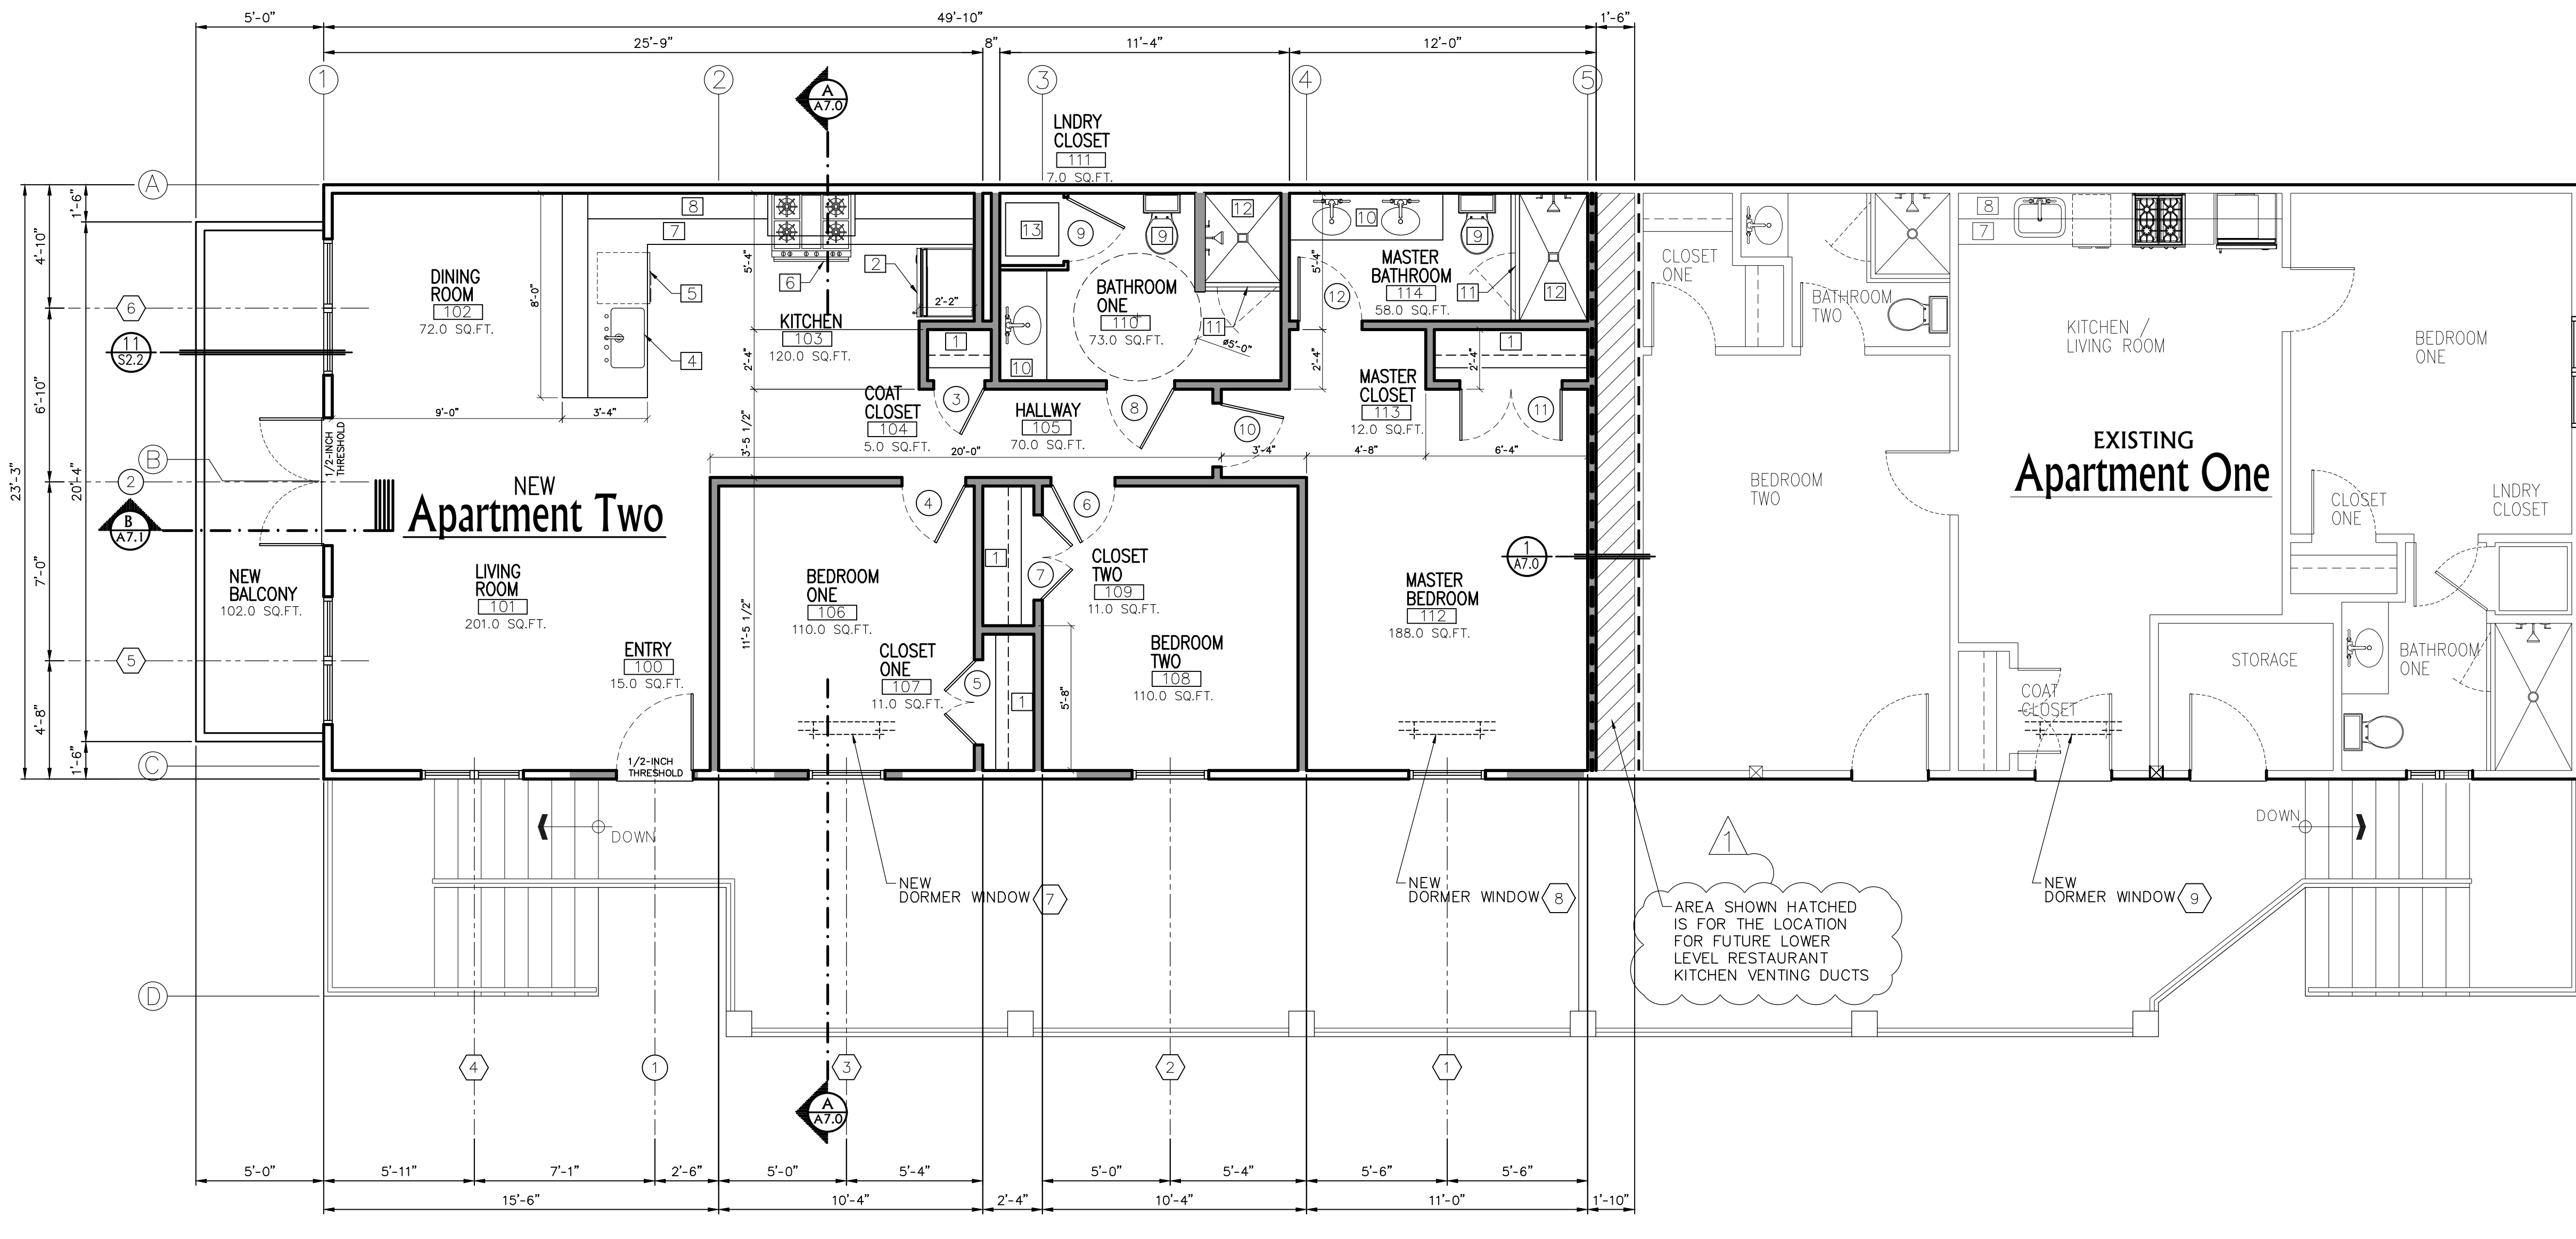 5'-0"
49'-10"
1'-6"
25'-9"
8"
11'-4"
12'-0"
1
2
3
4
5
A
A7.0
LNDRY
CLOSET
111
7.0 SQ.FT.
A
B
C
D
23'-3"
1'-6"
4'-10"
6'-10"
20'-4"
7'-0"
4'-8"
1'-6"
6
11
S2.2
2
B
A7.1
5
NEW
BALCONY
102.0 SQ.FT.
1/2-INCH
THRESHOLD
DINING
ROOM
102
72.0 SQ.FT.
8'-0"
9'-0"
3'-4"
8
7
6
2
5
4
2'-2"
5'-4"
2'-4"
3'-5 1/2"
11'-5 1/2"
KITCHEN
103
120.0 SQ.FT.
NEW
Apartment Two
LIVING
ROOM
101
201.0 SQ.FT.
ENTRY
100
15.0 SQ.FT.
1/2-INCH
THRESHOLD
1
COAT
CLOSET
104
5.0 SQ.FT.
3
HALLWAY
105
70.0 SQ.FT.
20'-0"
13
9
9
12
BATHROOM
ONE
110
73.0 SQ.FT.
ø5'-0"
10
11
8
10
3'-4"
4'-8"
6'-4"
10
9
MASTER
BATHROOM
114
58.0 SQ.FT.
11
12
12
5'-4"
2'-4"
MASTER
CLOSET
113
12.0 SQ.FT.
2'-4"
1
11
BEDROOM
ONE
106
110.0 SQ.FT.
4
CLOSET
ONE
107
11.0 SQ.FT.
5
1
1
7
6
CLOSET
TWO
109
11.0 SQ.FT.
5'-8"
BEDROOM
TWO
108
110.0 SQ.FT.
MASTER
BEDROOM
112
188.0 SQ.FT.
1
A7.0
CLOSET
ONE
BATHROOM
TWO
8
7
KITCHEN /
LIVING ROOM
BEDROOM
ONE
EXISTING
Apartment One
BEDROOM
TWO
CLOSET
ONE
LNDRY
CLOSET
STORAGE
BATHROOM
ONE
COAT
CLOSET
DOWN
DOWN
NEW
DORMER WINDOW
7
NEW
DORMER WINDOW
8
1
AREA SHOWN HATCHED
IS FOR THE LOCATION
FOR FUTURE LOWER
LEVEL RESTAURANT
KITCHEN VENTING DUCTS
NEW
DORMER WINDOW
9
4
1
3
2
1
A
A7.0
5'-0"
5'-11"
7'-1"
2'-6"
5'-0"
5'-4"
5'-0"
5'-4"
5'-6"
5'-6"
15'-6"
10'-4"
2'-4"
10'-4"
11'-0"
1'-10"